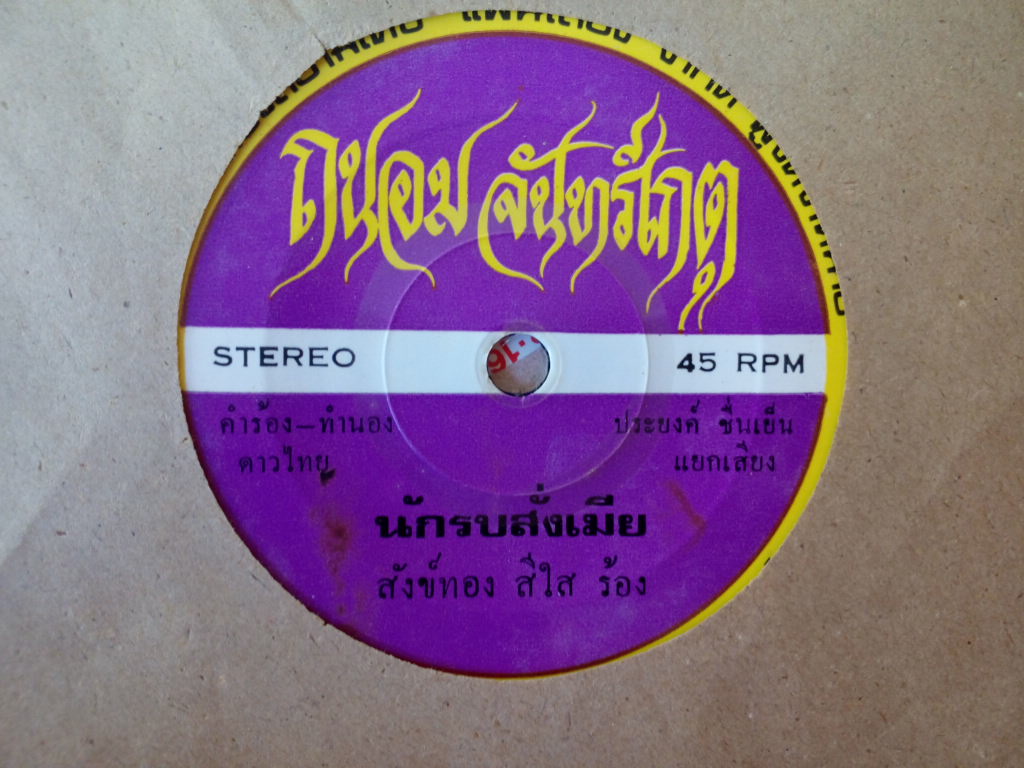 ถนอม จันทรีเกตุ
STEREO
45 RPM
คำร้อง–ทำนอง
ดาวไทย
ประยงค์ ชื่นเย็น
แยกเสียง
นักรบสั่งเมีย
สังข์ทอง สีใส ร้อง